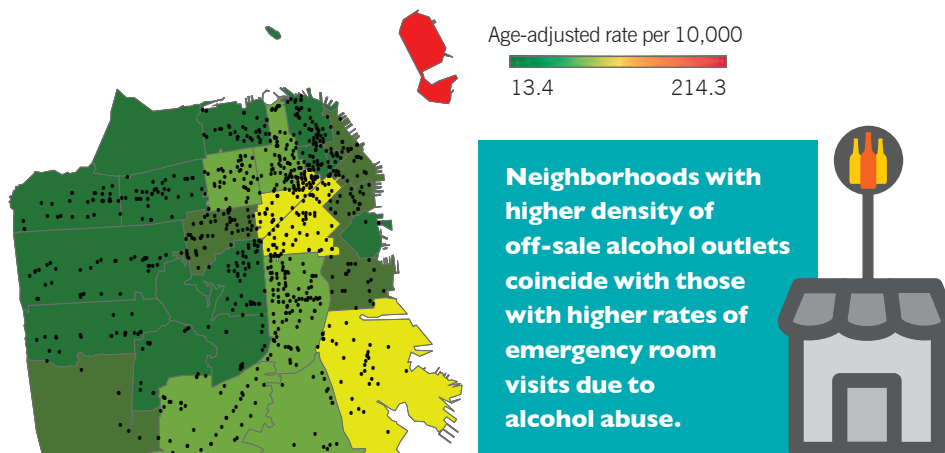 Age-adjusted rate per 10,000
13.4 214.3
Neighborhoods with
higher density of
off-sale alcohol outlets
coincide with those
with higher rates of
emergency room
visits due to
alcohol abuse.